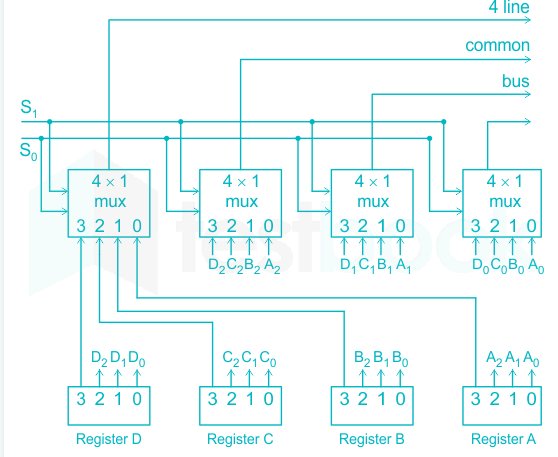 4 line
common
bus
S₁
S₀
4 × 1 4 × 1 4 × 1 4 × 1
mux mux mux mux
3 2 1 0 3 2 1 0 3 2 1 0 3 2 1 0
D₂ C₂ B₂ A₂ D₁ C₁ B₁ A₁ D₀ C₀ B₀ A₀
D₂ D₁ D₀ C₂ C₁ C₀ B₂ B₁ B₀ A₂ A₁ A₀
3 2 1 0 3 2 1 0 3 2 1 0 3 2 1 0
Register D Register C Register B Register A